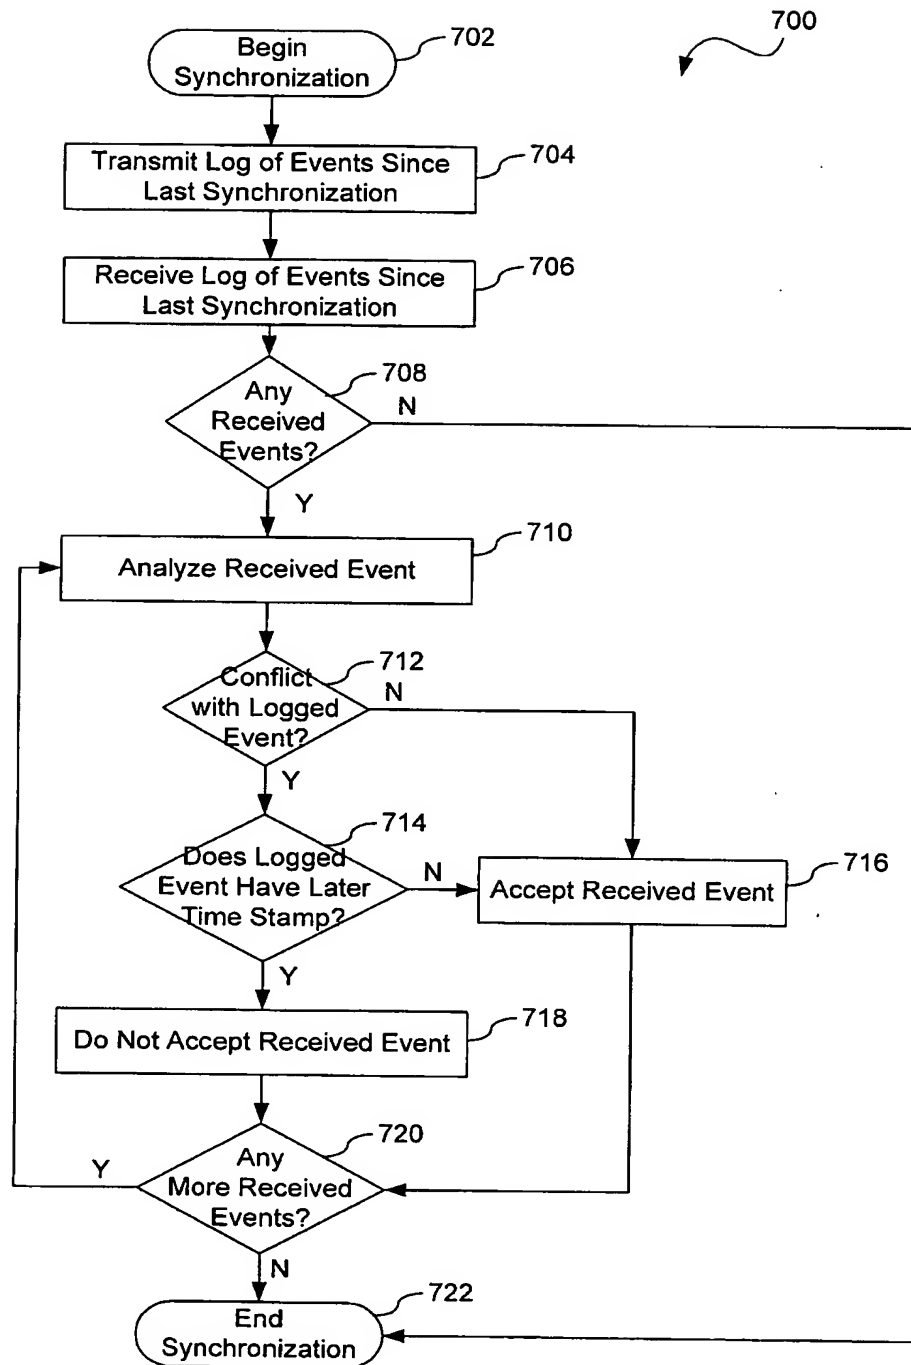 700
Begin
Synchronization
702
Transmit Log of Events Since
Last Synchronization
704
Receive Log of Events Since
Last Synchronization
706
Any
Received
Events?
708
N
Y
Analyze Received Event
710
Conflict
with Logged
Event?
712
N
Y
Does Logged
Event Have Later
Time Stamp?
714
N
Accept Received Event
716
Y
Do Not Accept Received Event
718
Any
More Received
Events?
720
Y
N
End
Synchronization
722